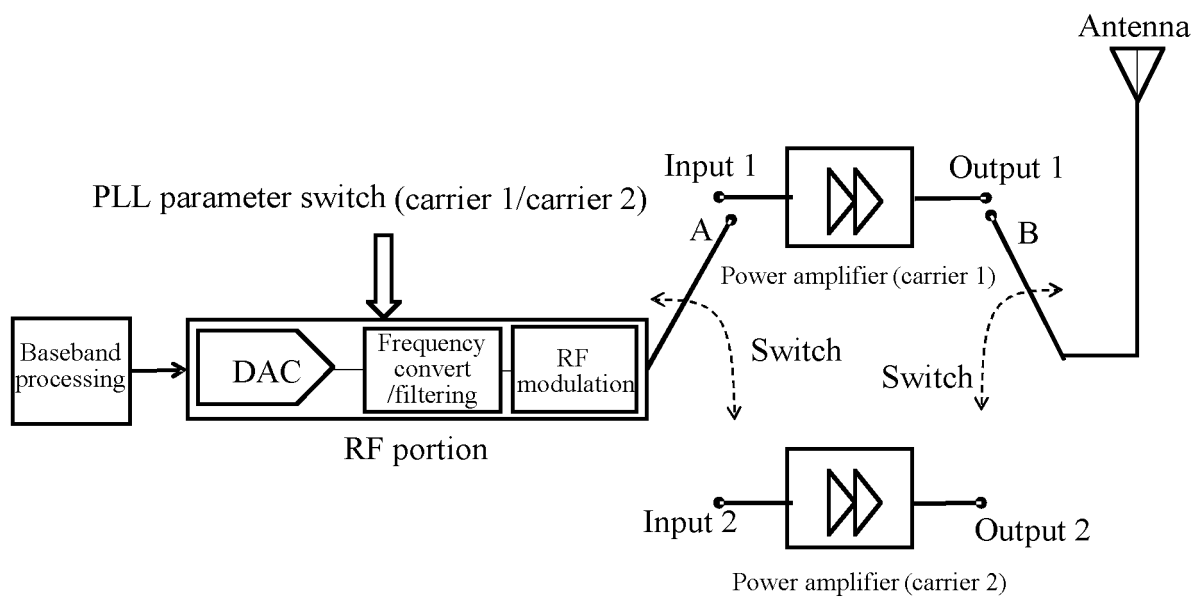 Antenna
Input 1
Output 1
PLL parameter switch (carrier 1/carrier 2)
A
B
Power amplifier (carrier 1)
Baseband
processing
DAC
Frequency
convert
/filtering
RF
modulation
Switch
Switch
RF portion
Input 2
Output 2
Power amplifier (carrier 2)